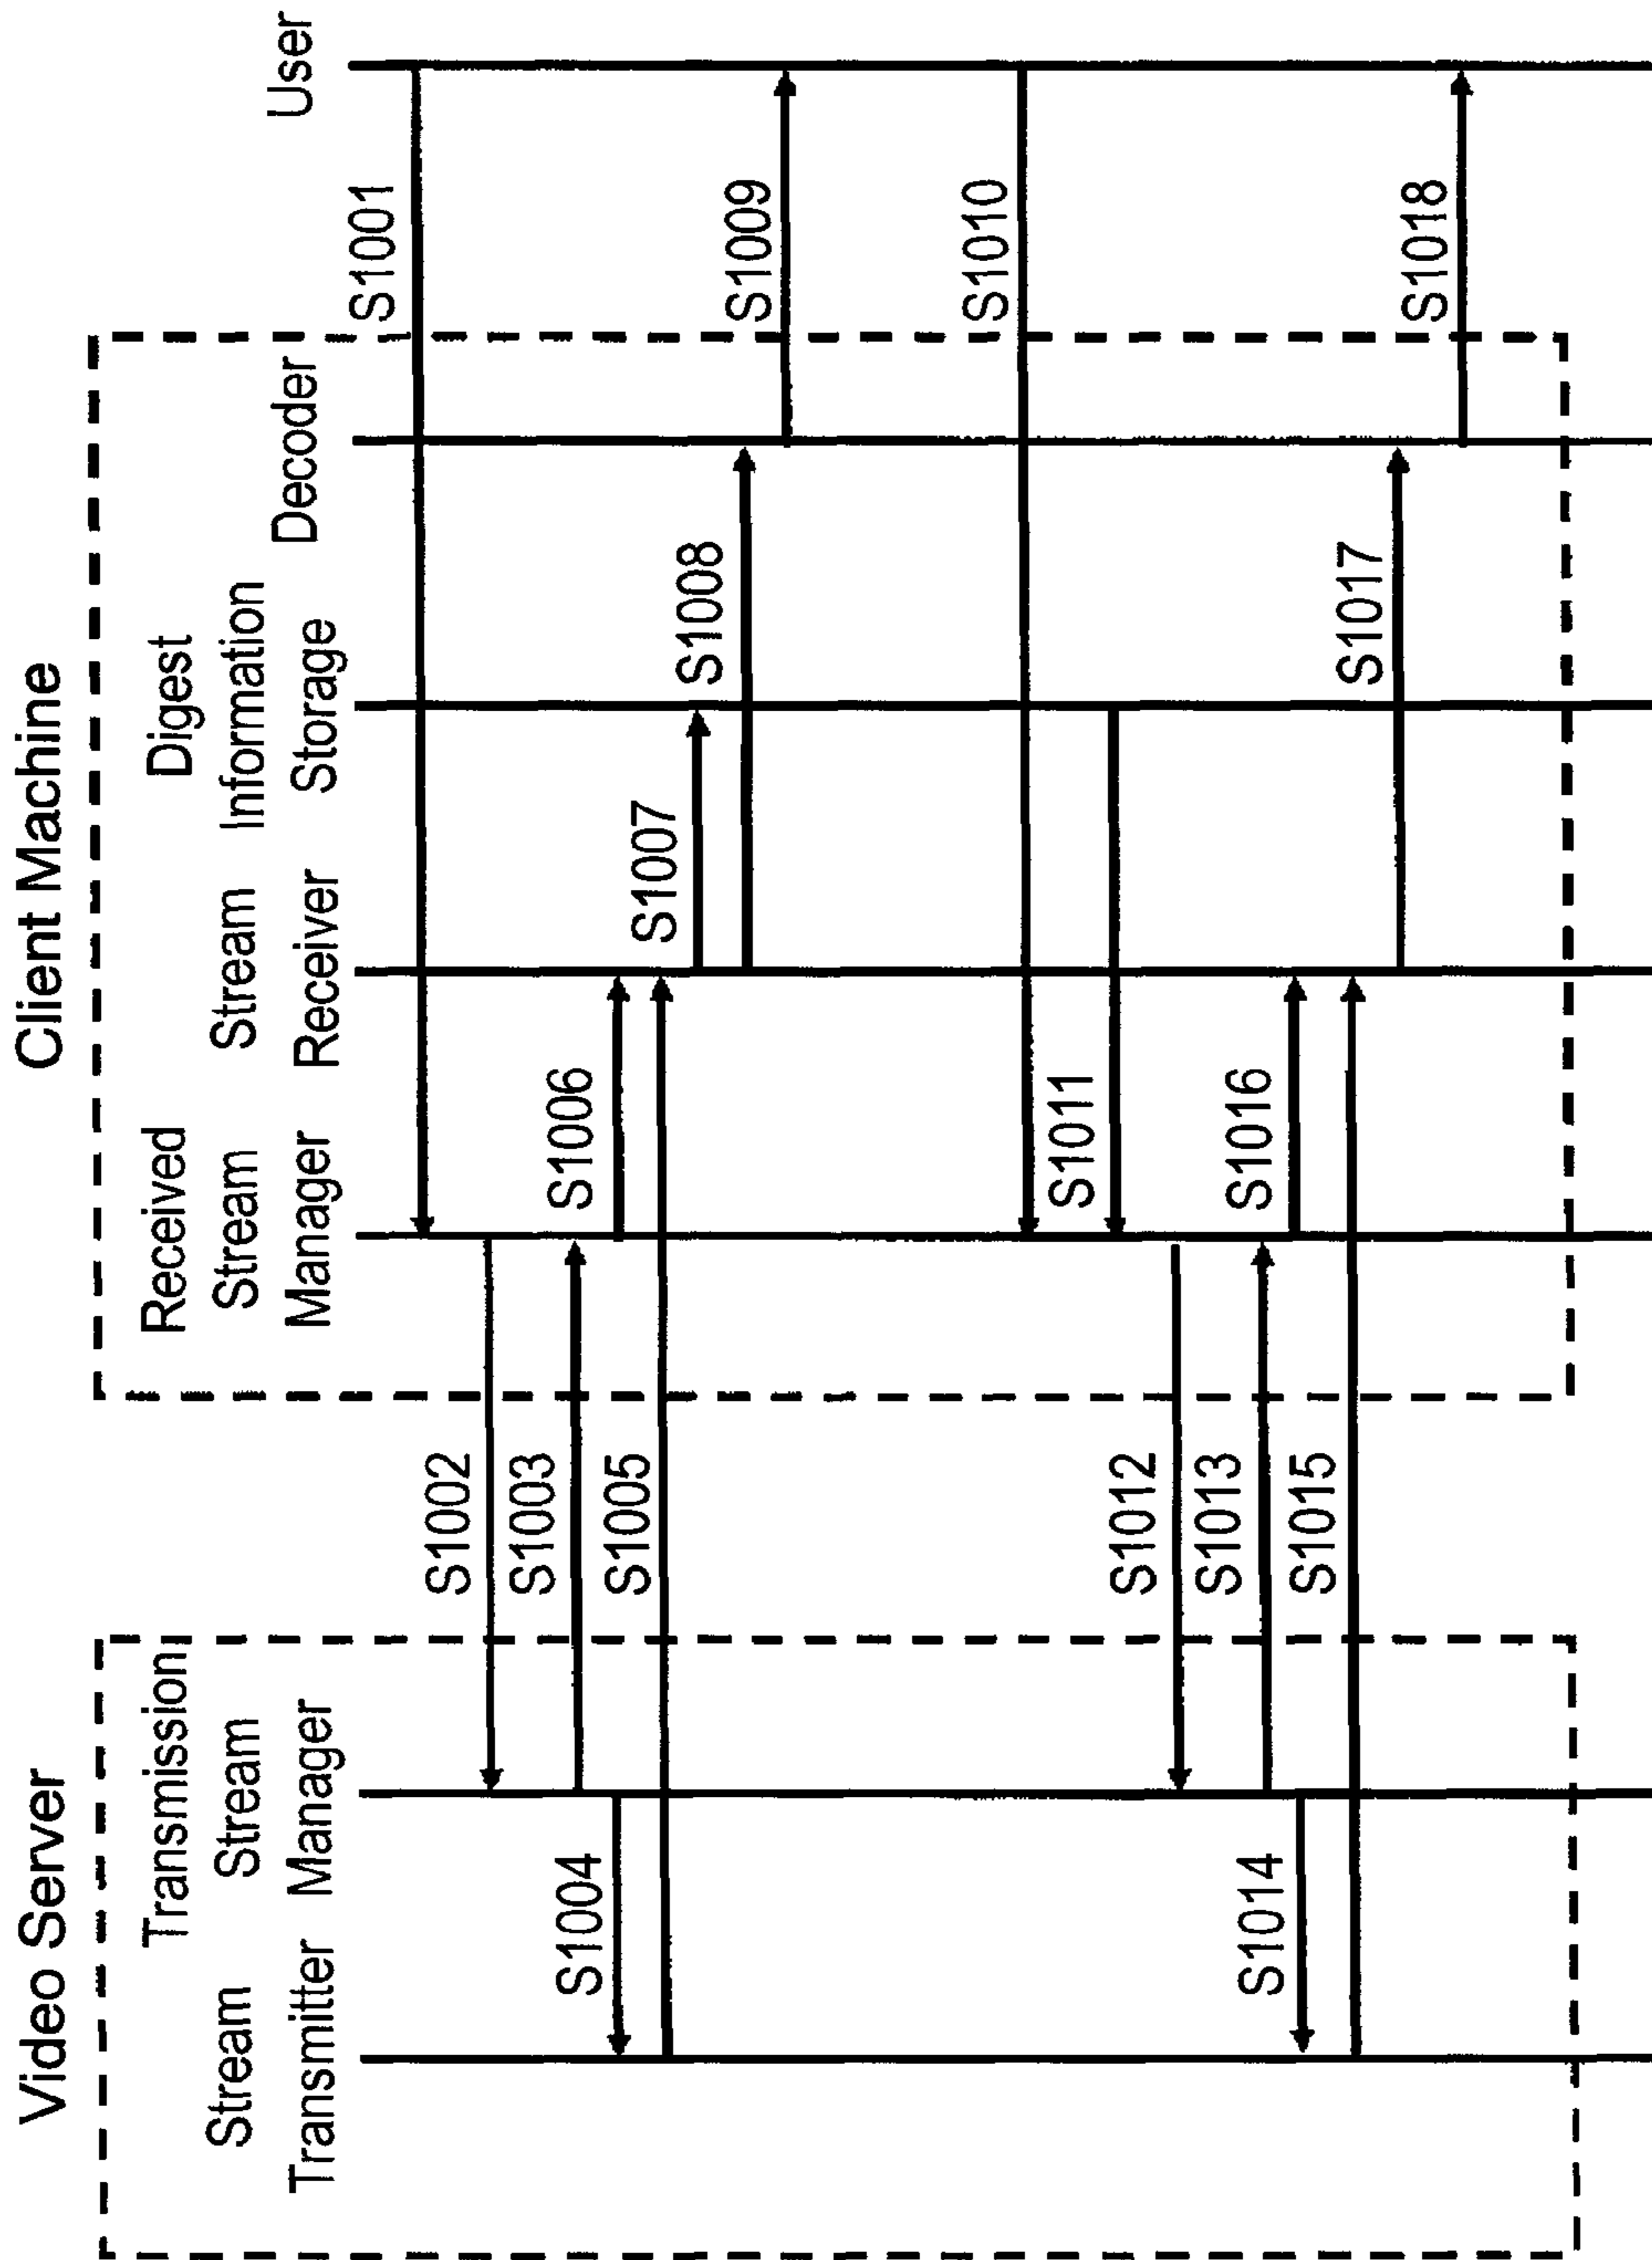 Video Server
Client Machine
Stream
Transmitter
Transmission
Stream
Manager
Received
Stream
Manager
Stream
Receiver
Digest
Information
Storage
Decoder
User
S1001
S1002
S1003
S1004
S1005
S1006
S1007
S1008
S1009
S1010
S1011
S1012
S1013
S1014
S1015
S1016
S1017
S1018